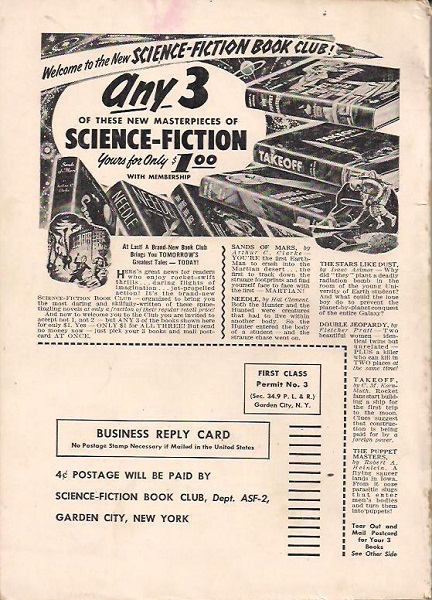 Welcome to the New SCIENCE-FICTION BOOK CLUB!
any 3
OF THESE NEW MASTERPIECES OF
SCIENCE-FICTION
Yours for Only $1.00
WITH MEMBERSHIP
TAKEOFF
NEEDLE
Sands of Mars
At Last! A Brand-New Book Club
Brings You TOMORROW'S
Greatest Tales — TODAY!
HERE'S great news for readers
who enjoy rocket-swift
thrills... daring flights of
imagination... jet-propelled
action! It's the brand-new
SCIENCE-FICTION BOOK CLUB — organized to bring you
the most daring and skilfully-written of these spine-
tingling novels at only a fraction of their regular retail price!
And now to welcome you to the Club, you are invited to
accept not 1, not 2 — but ANY 3 of the books shown here
for only $1. Yes — ONLY $1 FOR ALL THREE! But send
no money now — just pick your 3 books and mail post-
card AT ONCE.
SANDS OF MARS, by
Arthur C. Clarke —
YOU'RE the first Earth-
Man to crash into the
Martian desert... the
first to track down the
strange footprints and find
yourself face to face with
the first — MARTIAN!
NEEDLE, by Hal Clement.
Both the Hunter and the
Hunted were creatures
that had to live within
another body. So the
Hunter entered the body
of a student — and the
strange chase went on.
THE STARS LIKE DUST,
by Isaac Asimov — Why
did "they" plant a deadly
radiation bomb in the
room of the young Uni-
versity of Earth student?
And what could the lone
boy do to prevent the
planet-by-planet conquest
of the entire Galaxy?
DOUBLE JEOPARDY, by
Fletcher Pratt — Two
beautiful women — iden-
tical twins but
unrelated —
PLUS a killer
who can kill in
TWO places at
the same time!
TAKEOFF,
by C. M. Korn-
bluth. Rocket
fans start build-
ing a ship for
the first trip
to the moon.
Clues suggest
that construc-
tion is being
paid for by a
foreign power.
THE PUPPET
MASTERS,
by Robert A.
Heinlein. A
flying saucer
lands in Iowa.
From it ooze
parasitic slugs
that enter
men's bodies
and turn them
into puppets!
Tear Out and
Mail Postcard
for Your 3
Books
See Other Side
FIRST CLASS
Permit No. 3
(Sec. 34.9 P. L. & R.)
Garden City, N. Y.
BUSINESS REPLY CARD
No Postage Stamp Necessary if Mailed in the United States
4¢ POSTAGE WILL BE PAID BY
SCIENCE-FICTION BOOK CLUB, Dept. ASF-2,
GARDEN CITY, NEW YORK